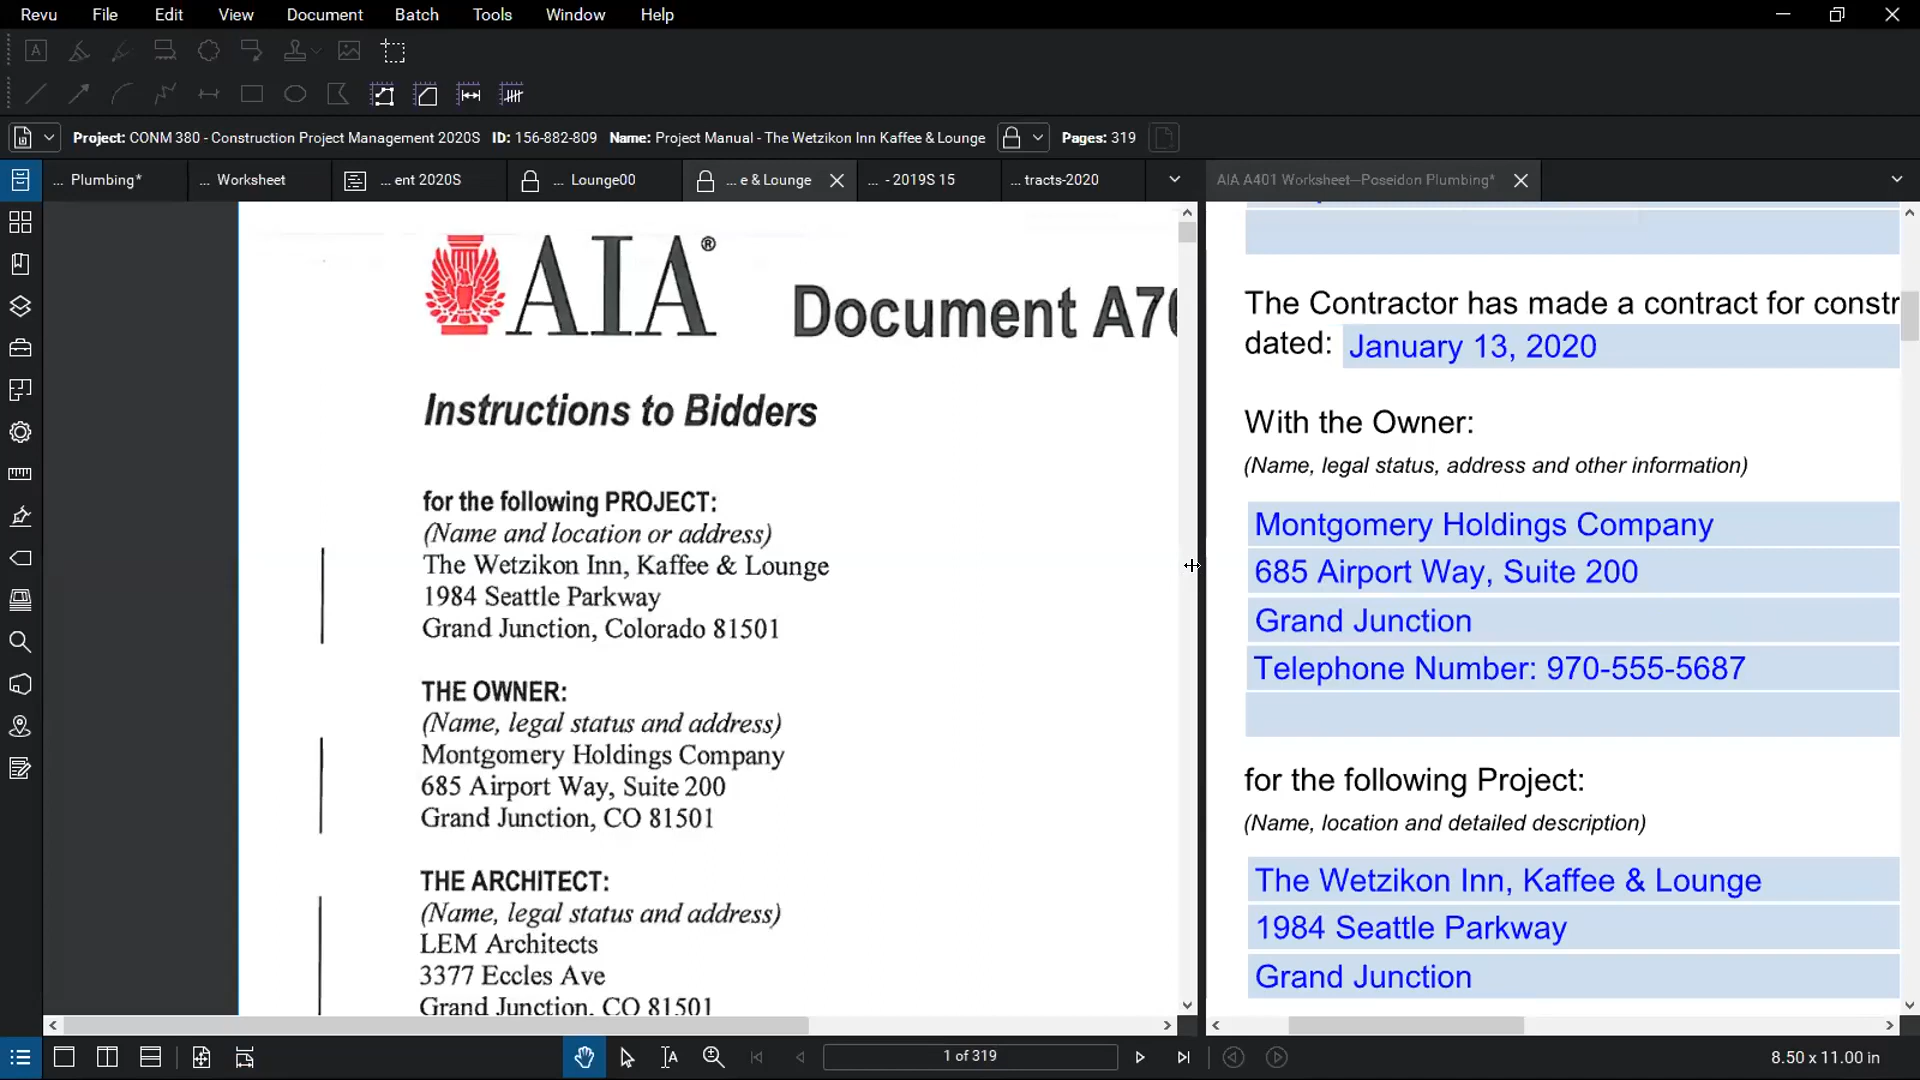 Revu File Edit View Document Batch Tools Window Help
Project: CONM 380 - Construction Project Management 2020S ID: 156-882-809 Name: Project Manual - The Wetzikon Inn Kaffee & Lounge Pages: 319
... Plumbing* ... Worksheet ... ent 2020S ... Lounge00 ... e & Lounge ... - 2019S 15 ... tracts-2020 AIA A401 Worksheet—Poseidon Plumbing*
AIA® Document A70
Instructions to Bidders
for the following PROJECT:
(Name and location or address)
The Wetzikon Inn, Kaffee & Lounge
1984 Seattle Parkway
Grand Junction, Colorado 81501
THE OWNER:
(Name, legal status and address)
Montgomery Holdings Company
685 Airport Way, Suite 200
Grand Junction, CO 81501
THE ARCHITECT:
(Name, legal status and address)
LEM Architects
3377 Eccles Ave
Grand Junction, CO 81501
The Contractor has made a contract for constr
dated: January 13, 2020
With the Owner:
(Name, legal status, address and other information)
Montgomery Holdings Company
685 Airport Way, Suite 200
Grand Junction
Telephone Number: 970-555-5687
for the following Project:
(Name, location and detailed description)
The Wetzikon Inn, Kaffee & Lounge
1984 Seattle Parkway
Grand Junction
1 of 319
8.50 x 11.00 in